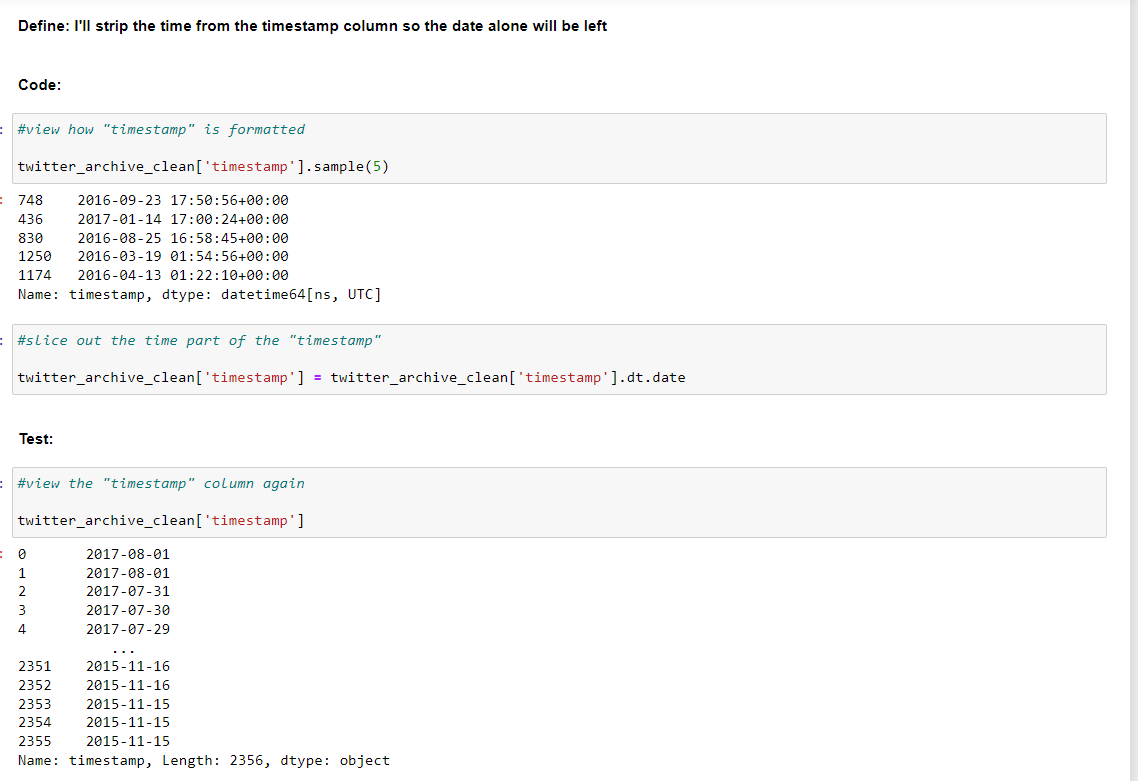 Define: I'll strip the time from the timestamp column so the date alone will be left
Code:
: #view how "timestamp" is formatted
twitter_archive_clean['timestamp'].sample(5)
: 748    2016-09-23 17:50:56+00:00
436    2017-01-14 17:00:24+00:00
830    2016-08-25 16:58:45+00:00
1250   2016-03-19 01:54:56+00:00
1174   2016-04-13 01:22:10+00:00
Name: timestamp, dtype: datetime64[ns, UTC]
: #slice out the time part of the "timestamp"
twitter_archive_clean['timestamp'] = twitter_archive_clean['timestamp'].dt.date
Test:
: #view the "timestamp" column again
twitter_archive_clean['timestamp']
: 0       2017-08-01
1       2017-08-01
2       2017-07-31
3       2017-07-30
4       2017-07-29
...
2351    2015-11-16
2352    2015-11-16
2353    2015-11-15
2354    2015-11-15
2355    2015-11-15
Name: timestamp, Length: 2356, dtype: object